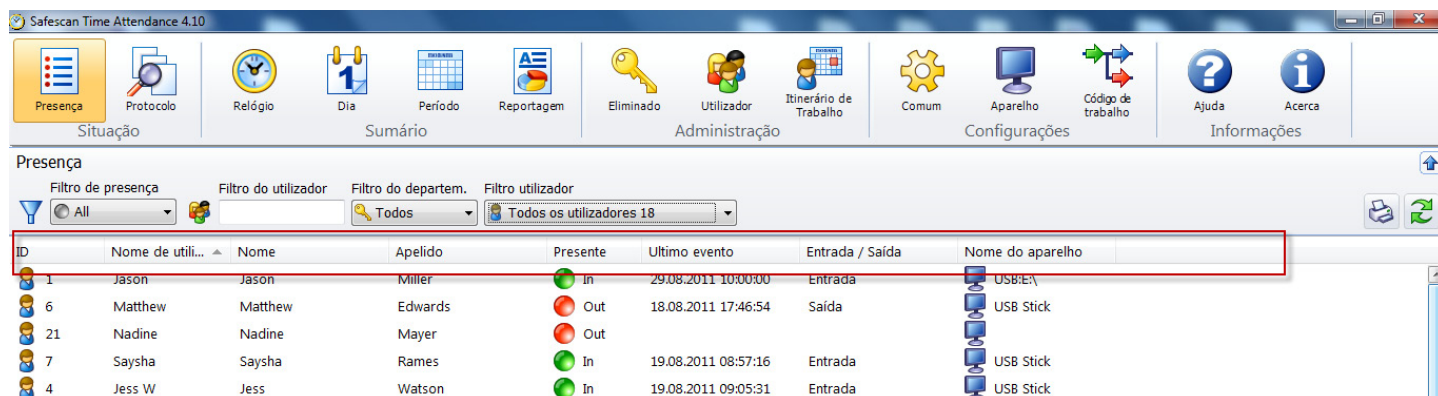 Safescan Time Attendance 4.10
Presença Protocolo Relógio Dia Período Reportagem Eliminado Utilizador Itinerário de Trabalho Comum Aparelho Código de trabalho Ajuda Acerca
Situação Sumário Administração Configurações Informações
Presença
Filtro de presença Filtro do utilizador Filtro do departem. Filtro utilizador
All Todos Todos os utilizadores 18
ID Nome de utili... Nome Apelido Presente Ultimo evento Entrada / Saída Nome do aparelho
1 Jason Jason Miller In 29.08.2011 10:00:00 Entrada USB:E:\
6 Matthew Matthew Edwards Out 18.08.2011 17:46:54 Saída USB Stick
21 Nadine Nadine Mayer Out
7 Saysha Saysha Rames In 19.08.2011 08:57:16 Entrada USB Stick
4 Jess W Jess Watson In 19.08.2011 09:05:31 Entrada USB Stick